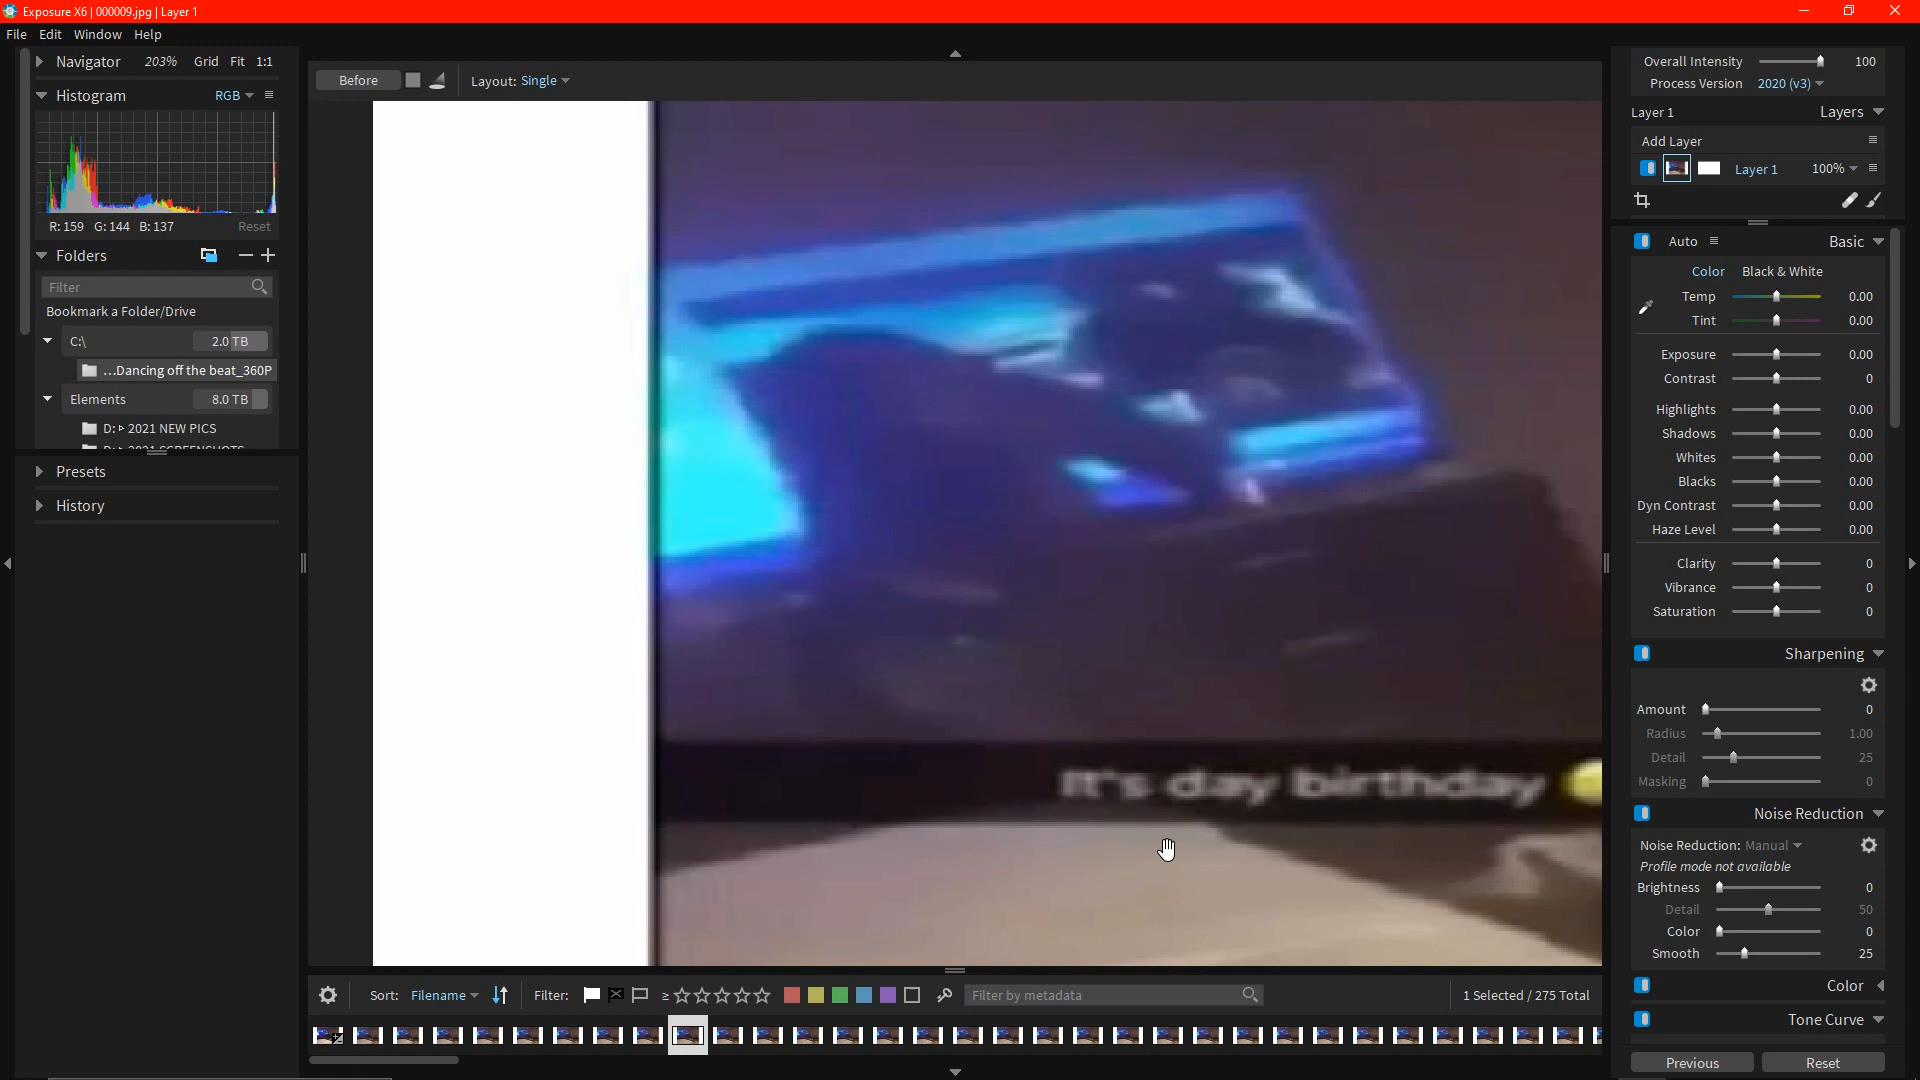 Exposure X6 | 000009.jpg | Layer 1
File Edit Window Help
Navigator 203% Grid Fit 1:1
Histogram RGB
R: 159 G: 144 B: 137 Reset
Folders
Filter
Bookmark a Folder/Drive
C:\ 2.0 TB
...Dancing off the beat_360P
Elements 8.0 TB
D: 2021 NEW PICS
D: 2021 SCREENSHOTS
Presets
History
Before Layout: Single
It's day birthday
Sort: Filename Filter: ≥ Filter by metadata 1 Selected / 275 Total
Overall Intensity 100
Process Version 2020 (v3)
Layer 1 Layers
Add Layer
Layer 1 100%
Auto Basic
Color Black & White
Temp 0.00
Tint 0.00
Exposure 0.00
Contrast 0
Highlights 0.00
Shadows 0.00
Whites 0.00
Blacks 0.00
Dyn Contrast 0.00
Haze Level 0.00
Clarity 0
Vibrance 0
Saturation 0
Sharpening
Amount 0
Radius 1.00
Detail 25
Masking 0
Noise Reduction
Noise Reduction: Manual
Profile mode not available
Brightness 0
Detail 50
Color 0
Smooth 25
Color
Tone Curve
Previous Reset